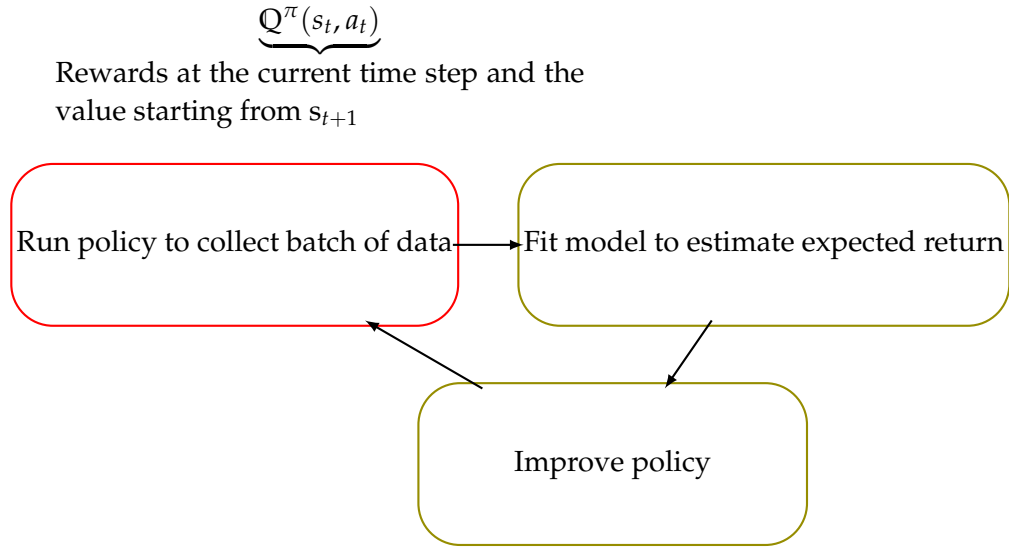 ℚ^π(s_t, a_t)
Rewards at the current time step and the
value starting from s_{t+1}
Run policy to collect batch of data
Fit model to estimate expected return
Improve policy